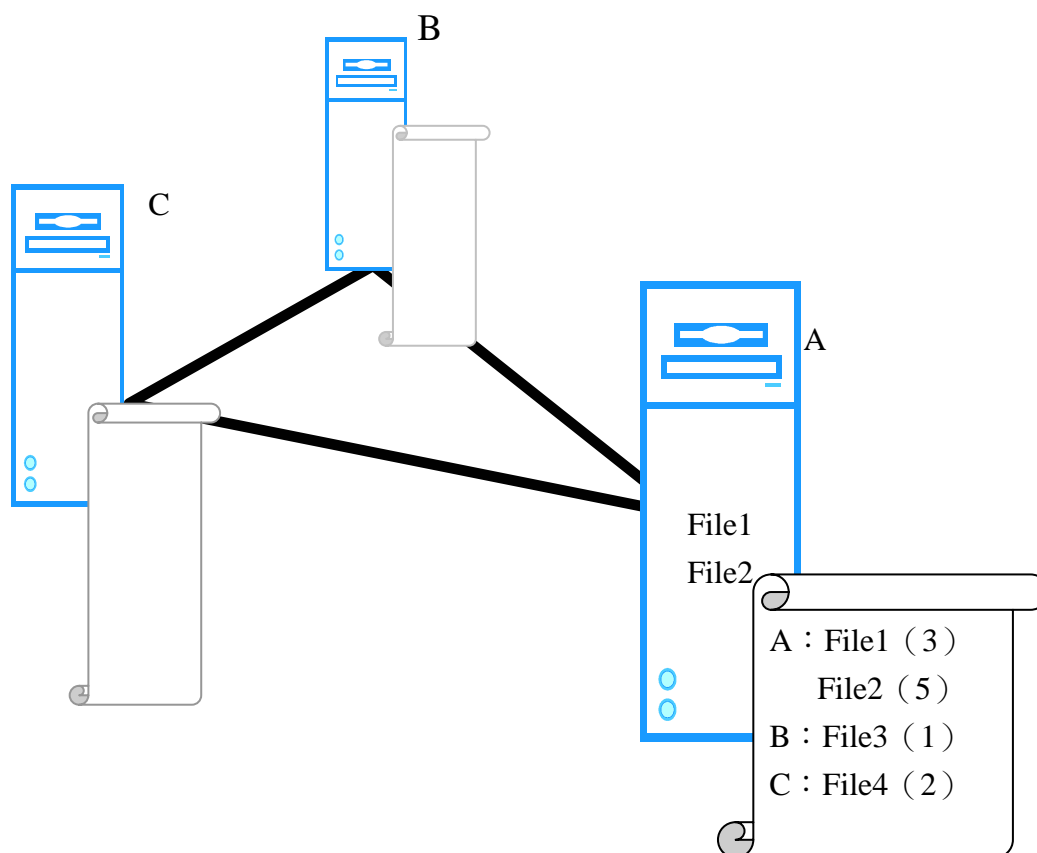 B
C
A
File1
File2
A：File1（3）
File2（5）
B：File3（1）
C：File4（2）